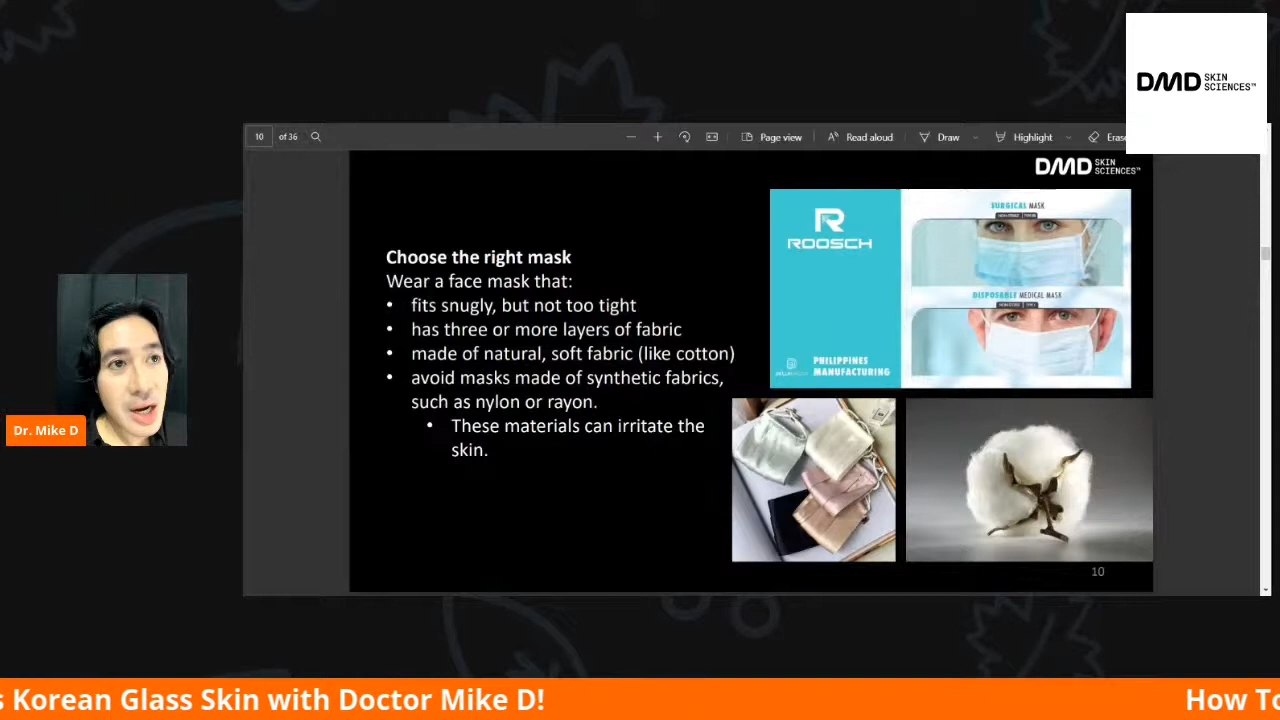 DMD SKIN SCIENCES™
10 of 36
Page view
Read aloud
Draw
Highlight
Eras
DMD SKIN SCIENCES™
Choose the right mask
Wear a face mask that:
• fits snugly, but not too tight
• has three or more layers of fabric
• made of natural, soft fabric (like cotton)
• avoid masks made of synthetic fabrics,
such as nylon or rayon.
• These materials can irritate the
skin.
R
ROOSCH
PHILIPPINES
MANUFACTURING
SURGICAL MASK
DISPOSABLE MEDICAL MASK
10
Dr. Mike D
s Korean Glass Skin with Doctor Mike D!
How To